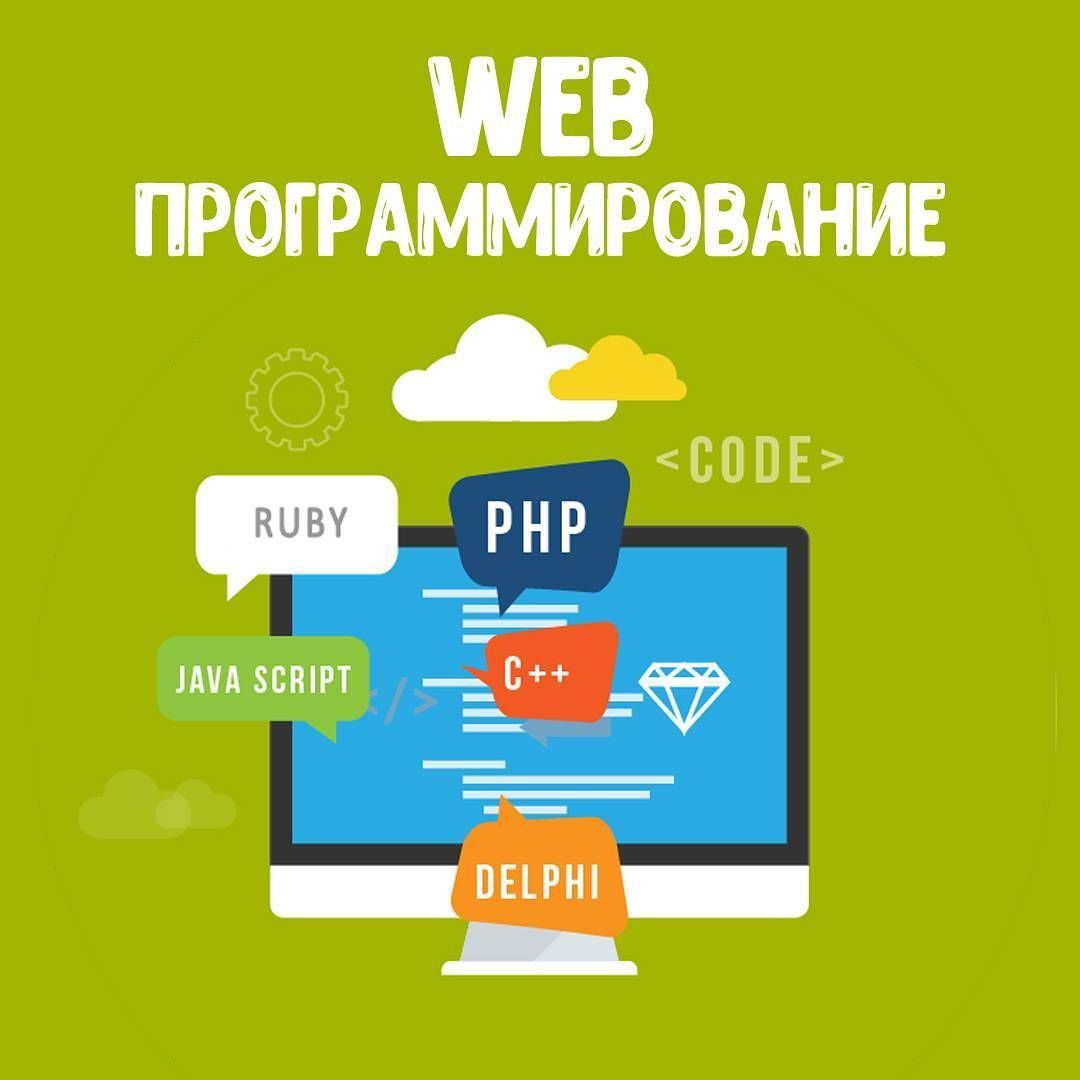 WEB
ПРОГРАММИРОВАНИЕ
<CODE>
RUBY
PHP
JAVA SCRIPT
</>
C++
DELPHI